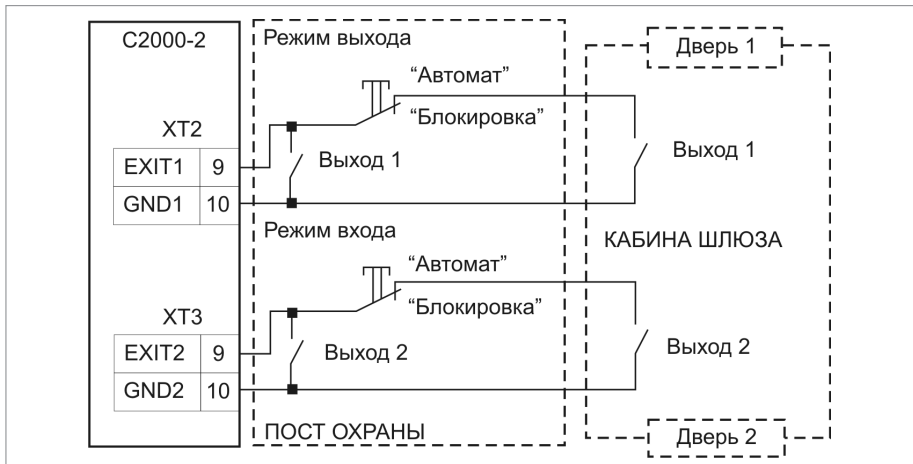 С2000-2
Режим выхода
Дверь 1
“Автомат”
“Блокировка”
XT2
EXIT1 9
Выход 1
Выход 1
GND1 10
Режим входа
КАБИНА ШЛЮЗА
“Автомат”
“Блокировка”
XT3
EXIT2 9
Выход 2
Выход 2
GND2 10
ПОСТ ОХРАНЫ
Дверь 2